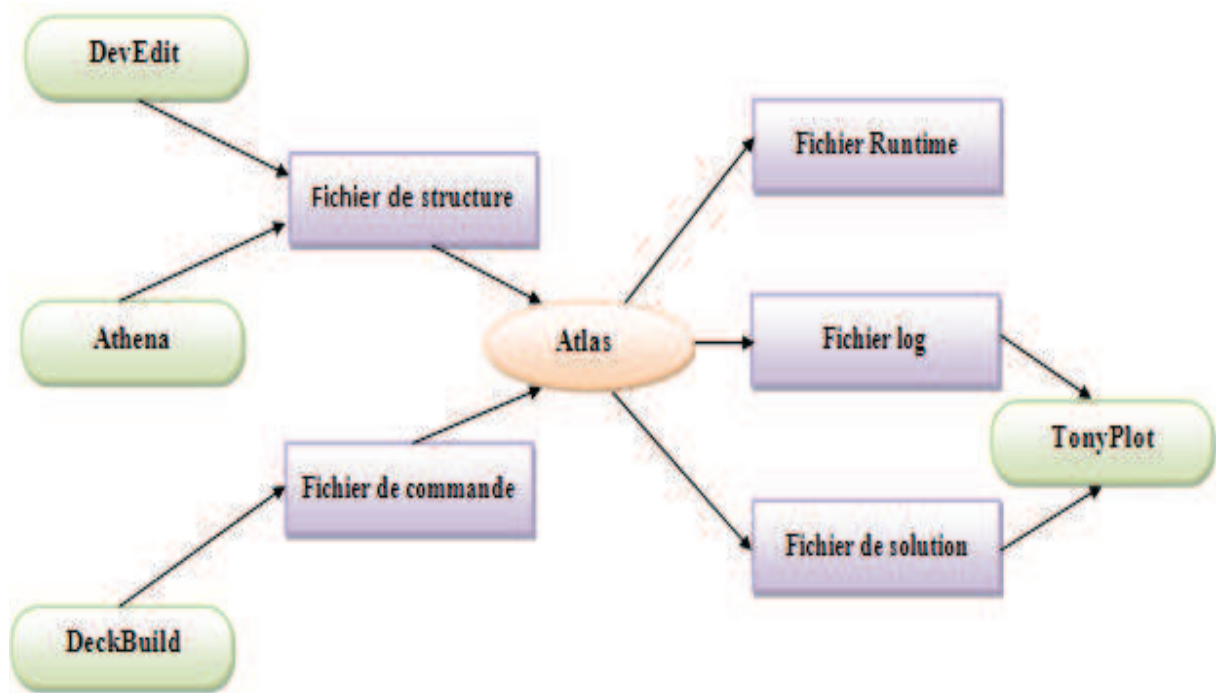 DevEdit
Fichier Runtime
Fichier de structure
Athena
Atlas
Fichier log
TonyPlot
Fichier de commande
Fichier de solution
DeckBuild